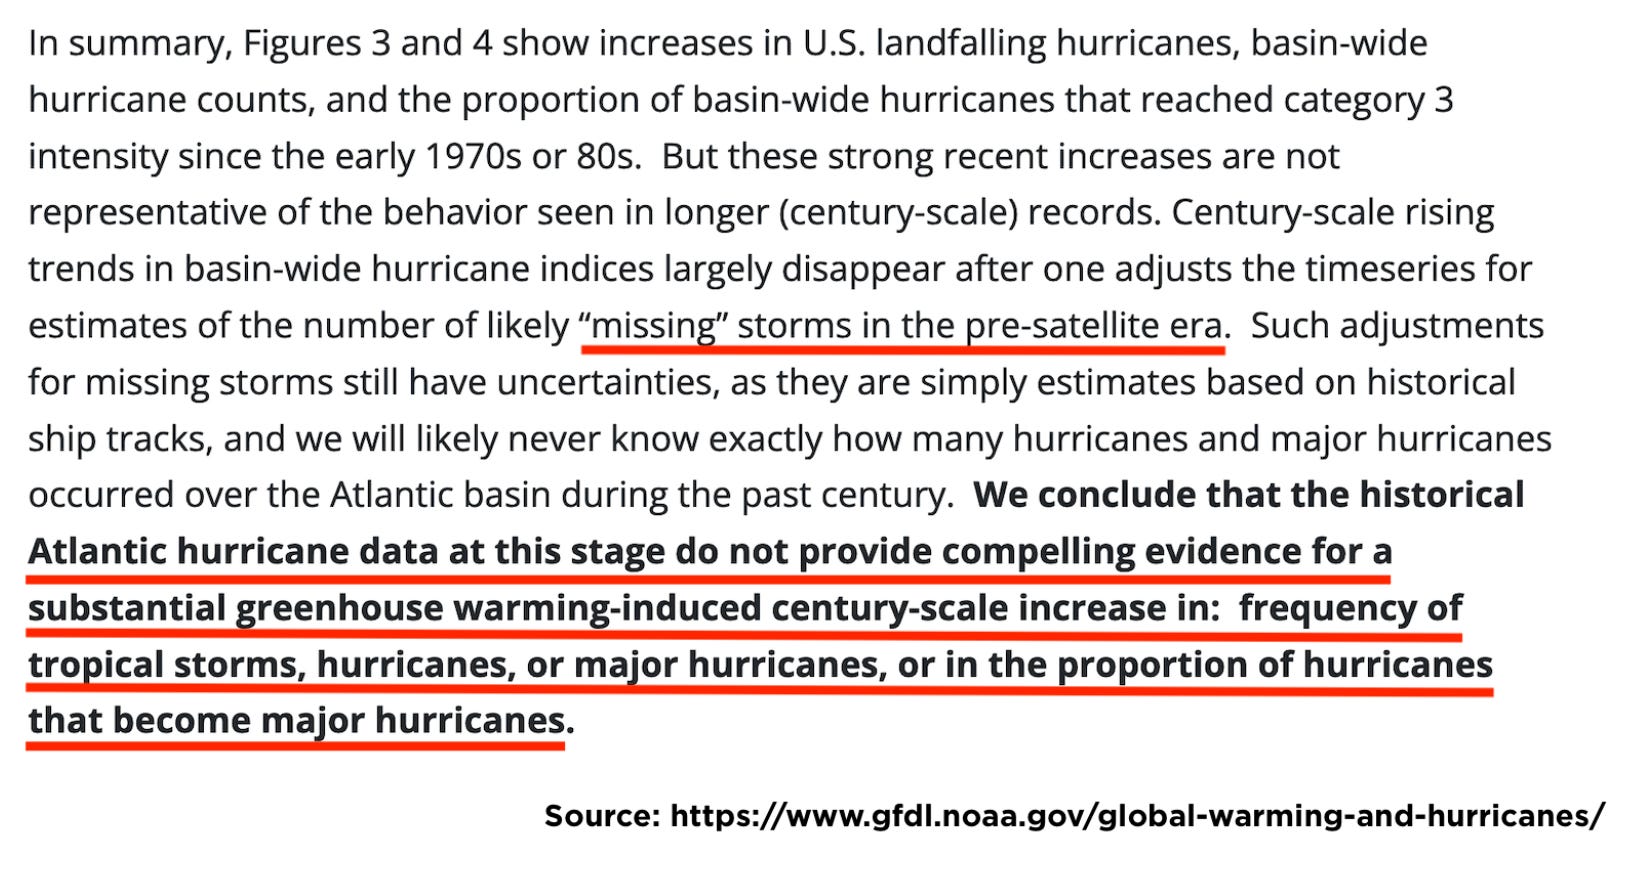 In summary, Figures 3 and 4 show increases in U.S. landfalling hurricanes, basin-wide
hurricane counts, and the proportion of basin-wide hurricanes that reached category 3
intensity since the early 1970s or 80s.  But these strong recent increases are not
representative of the behavior seen in longer (century-scale) records. Century-scale rising
trends in basin-wide hurricane indices largely disappear after one adjusts the timeseries for
estimates of the number of likely “missing” storms in the pre-satellite era.  Such adjustments
for missing storms still have uncertainties, as they are simply estimates based on historical
ship tracks, and we will likely never know exactly how many hurricanes and major hurricanes
occurred over the Atlantic basin during the past century.  We conclude that the historical
Atlantic hurricane data at this stage do not provide compelling evidence for a
substantial greenhouse warming-induced century-scale increase in:  frequency of
tropical storms, hurricanes, or major hurricanes, or in the proportion of hurricanes
that become major hurricanes.
Source: https://www.gfdl.noaa.gov/global-warming-and-hurricanes/